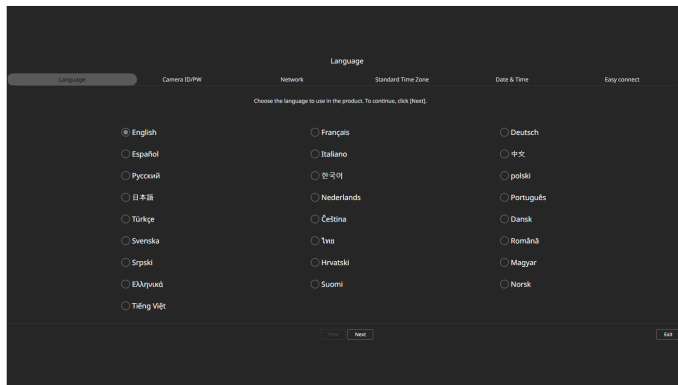 Language
Language Camera ID/PW Network Standard Time Zone Date & Time Easy connect
Choose the language to use in the product. To continue, click [Next].
English Français Deutsch
Español Italiano 中文
Русский 한국어 polski
日本語 Nederlands Português
Türkçe Čeština Dansk
Svenska ไทย Română
Srpski Hrvatski Magyar
Ελληνικά Suomi Norsk
Tiếng Việt
Prev Next Exit